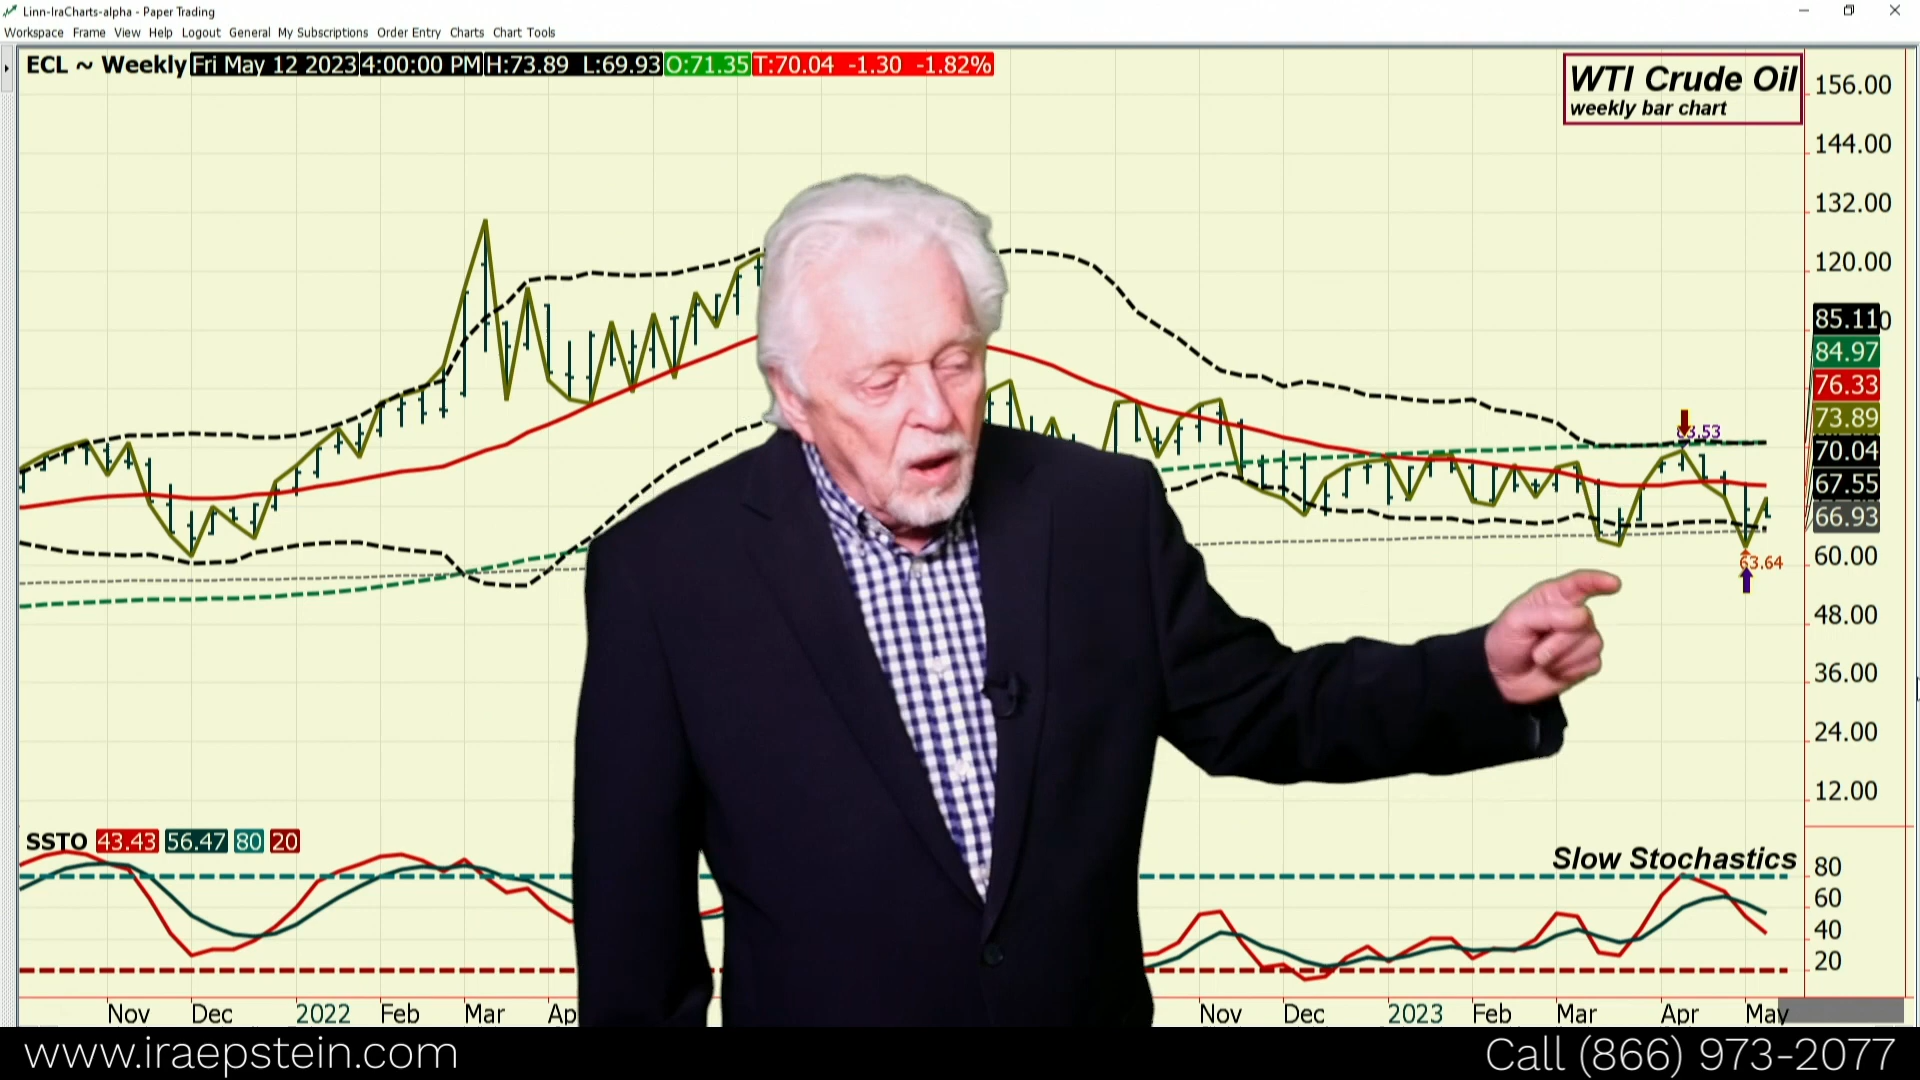 Linn-IraCharts-alpha - Paper Trading
Workspace Frame View Help Logout General My Subscriptions Order Entry Charts Chart Tools
ECL ~ Weekly Fri May 12 2023 4:00:00 PM H:73.89 L:69.93 O:71.35 T:70.04 -1.30 -1.82%
WTI Crude Oil
weekly bar chart
156.00
144.00
132.00
120.00
85.11
84.97
76.33
73.89
70.04
67.55
66.93
63.64
60.00
48.00
36.00
24.00
12.00
SSTO 43.43 56.47 80 20
Slow Stochastics
80
60
40
20
Nov Dec 2022 Feb Mar Nov Dec 2023 Feb Mar Apr May
www.iraepstein.com
Call (866) 973-2077